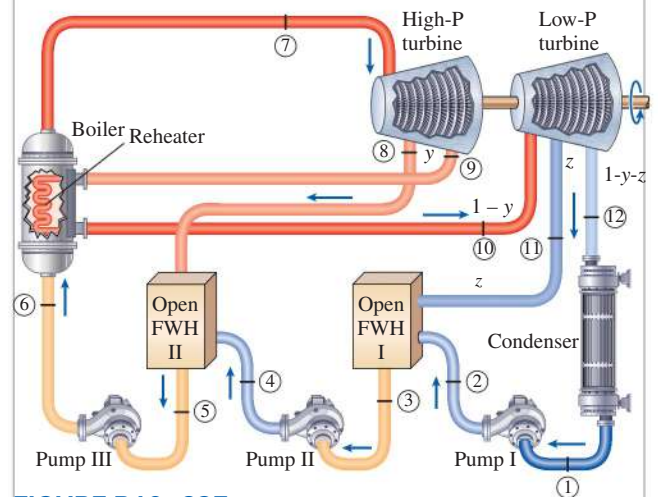 High-P
turbine
Low-P
turbine
7
Boiler
Reheater
8
y
9
z
1-y-z
1 – y
10
11
12
6
z
Open
FWH
II
Open
FWH
I
Condenser
4
5
3
2
Pump III
Pump II
Pump I
1